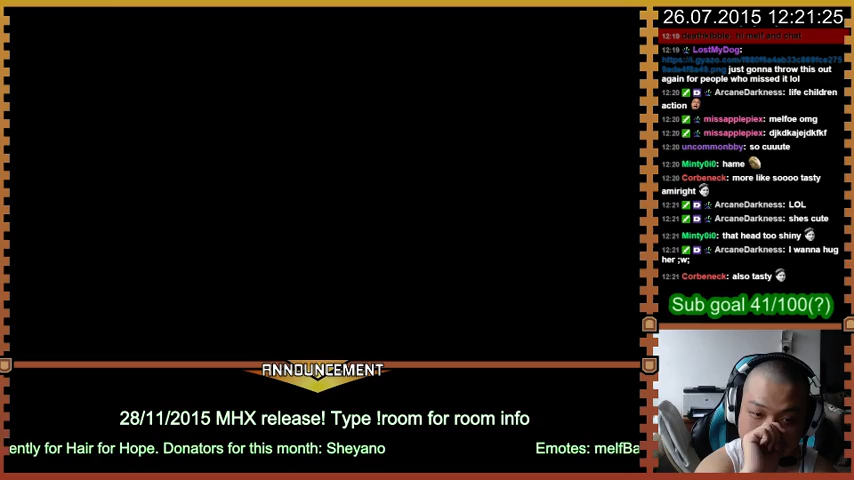 26.07.2015 12:21:25
12:19 deathkibble: hi melf and chat
12:19 LostMyDog:
just gonna throw this out
again for people who missed it lol
12:20 ArcaneDarkness: life children
action
12:20 missapplepiex: melfoe omg
12:20 missapplepiex: djkdkajejdkfkf
12:20 uncommonbby: so cuuute
12:20 Minty0i0: hame
12:20 Corbeneck: more like soooo tasty
amiright
12:21 ArcaneDarkness: LOL
12:21 ArcaneDarkness: shes cute
12:21 Minty0i0: that head too shiny
12:21 ArcaneDarkness: I wanna hug
her ;w;
12:21 Corbeneck: also tasty
Sub goal 41/100(?)
ANNOUNCEMENT
28/11/2015 MHX release! Type !room for room info
ently for Hair for Hope. Donators for this month: Sheyano
Emotes: melfBa